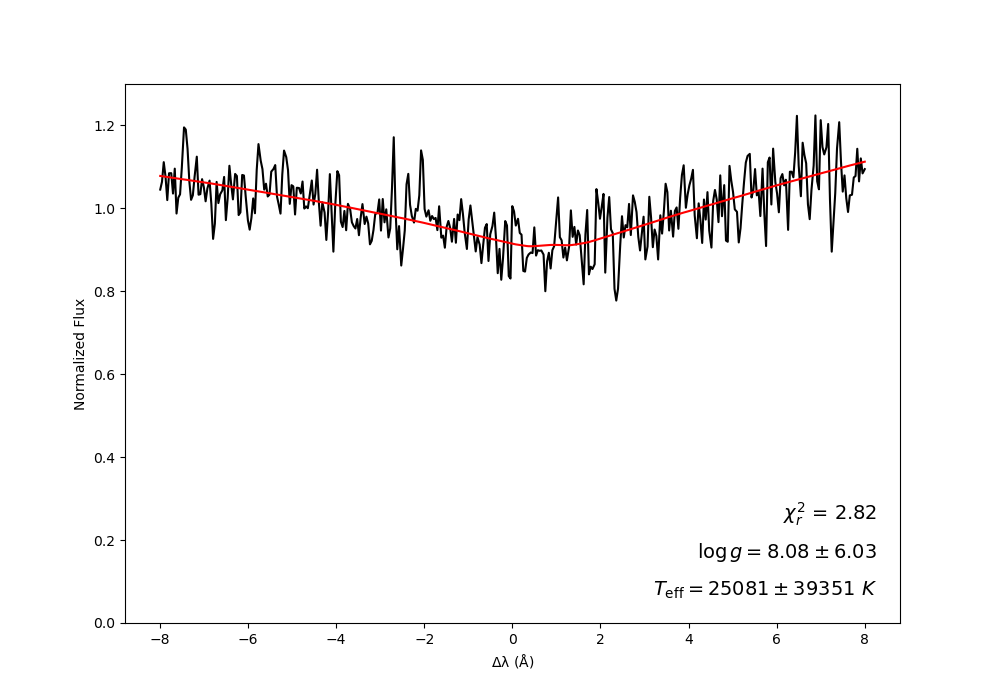 1.2
1.0
0.8
0.6
0.4
0.2
0.0
Normalized Flux
χ²ᵣ = 2.82
log g = 8.08 ± 6.03
T_eff = 25081 ± 39351 K
−8 −6 −4 −2 0 2 4 6 8
Δλ (Å)